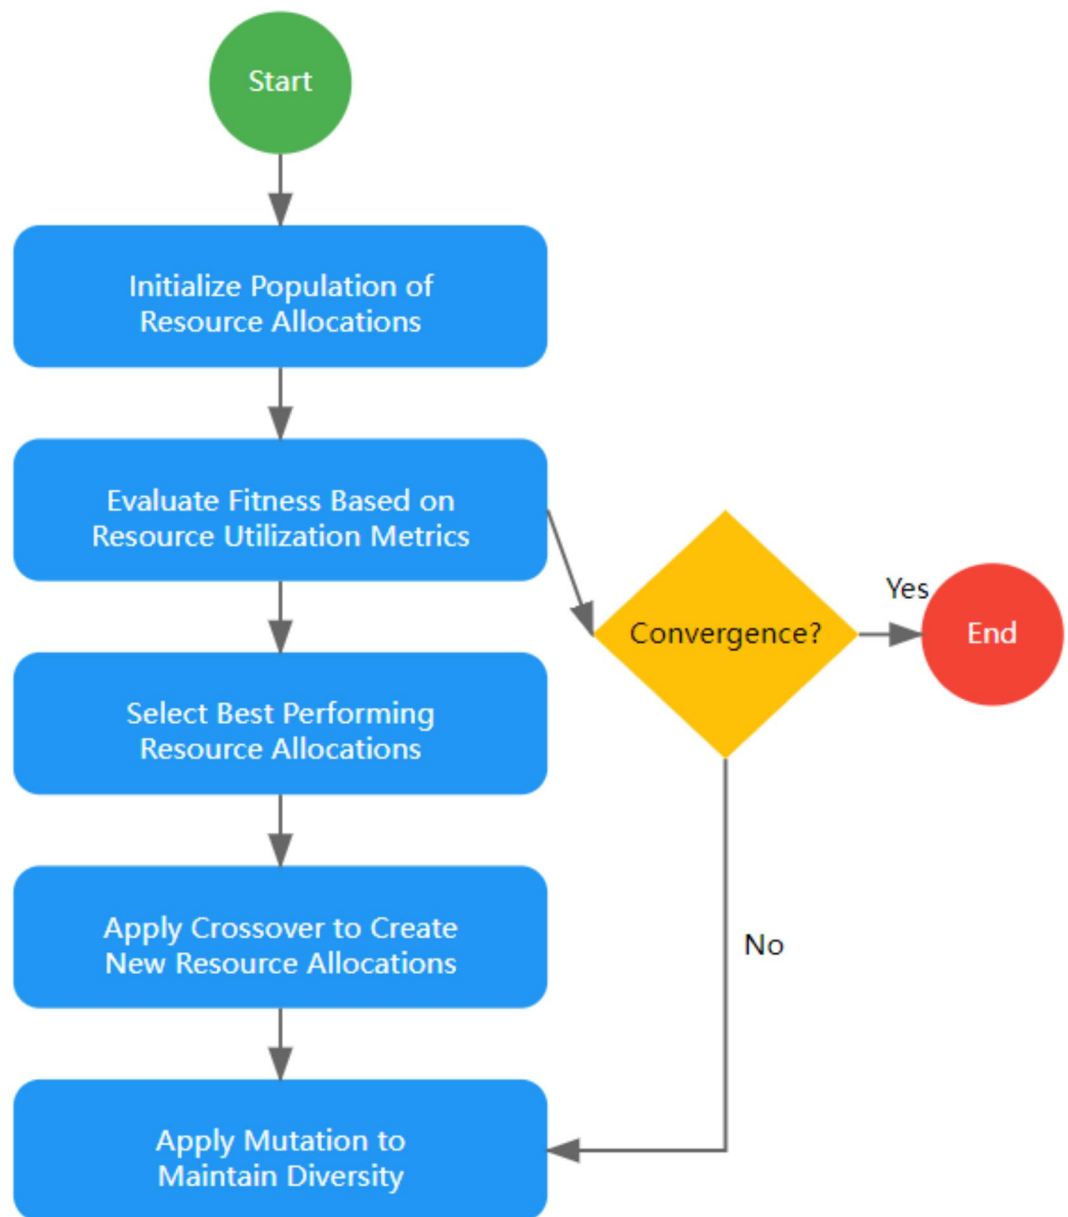 Start
Initialize Population of
Resource Allocations
Evaluate Fitness Based on
Resource Utilization Metrics
Convergence?
Yes
End
Select Best Performing
Resource Allocations
Apply Crossover to Create
New Resource Allocations
No
Apply Mutation to
Maintain Diversity